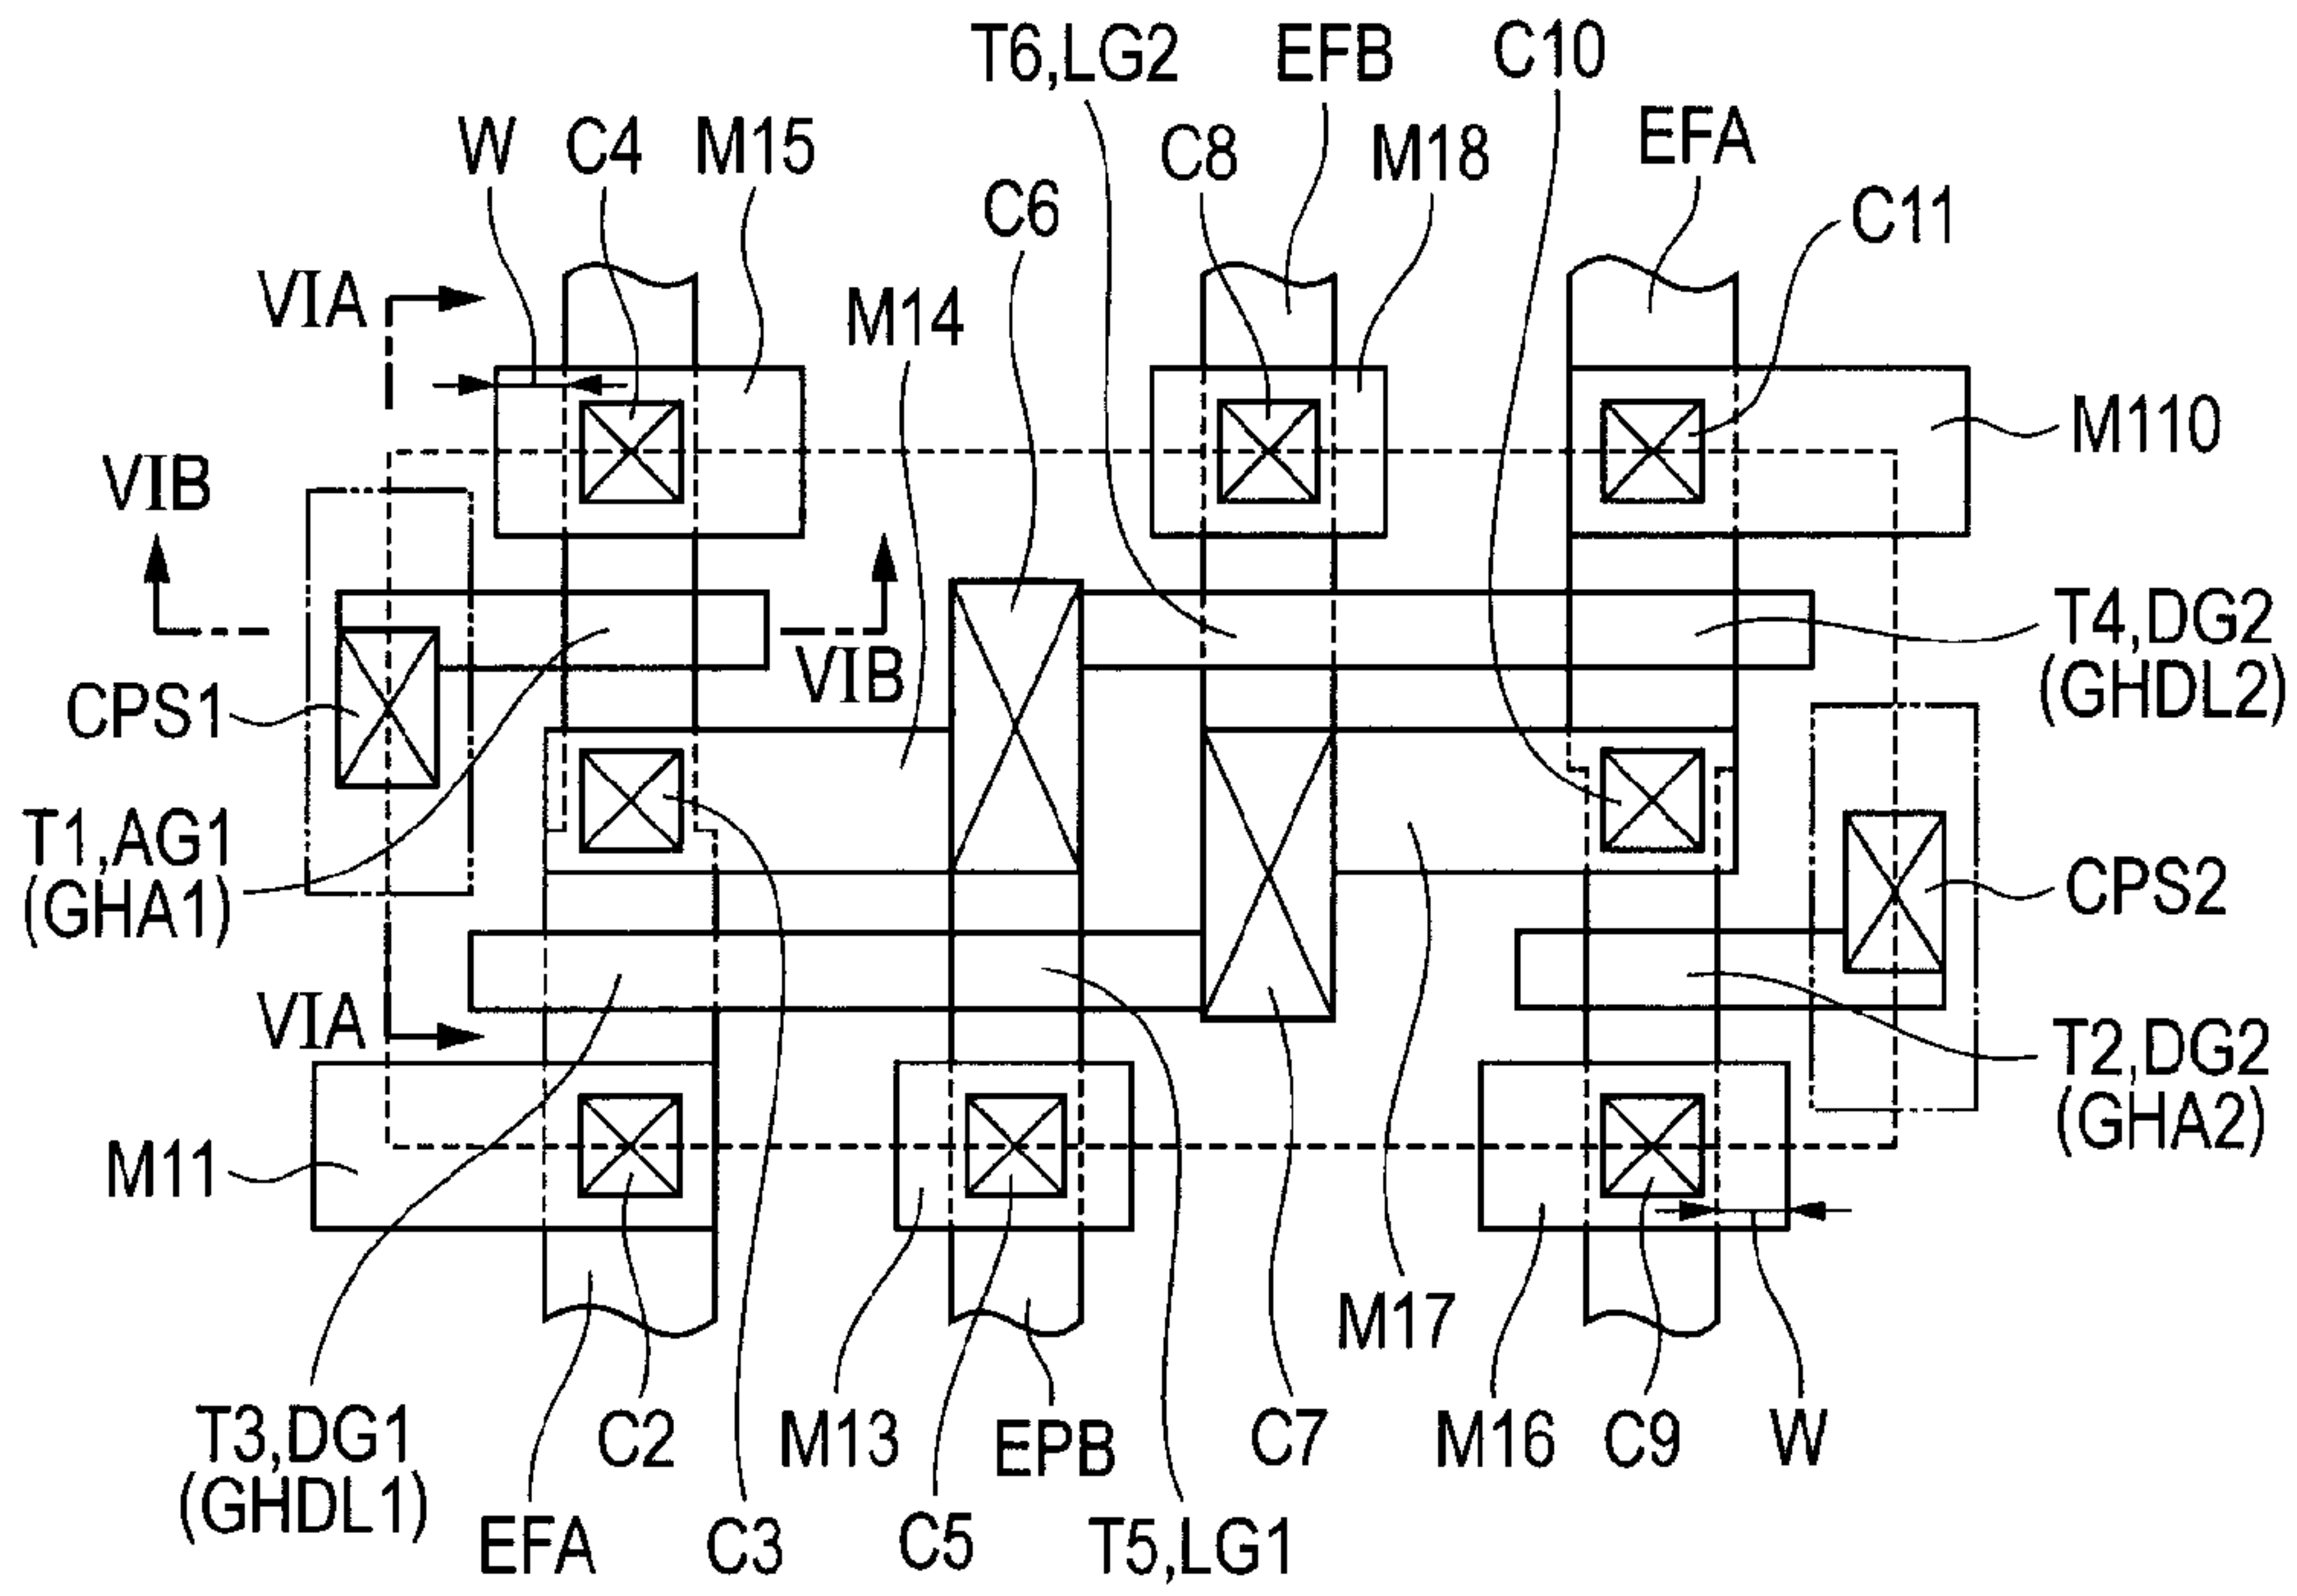 T6,LG2
EFB
C10
W
C4
M15
C8
M18
EFA
C6
C11
VIA
M14
M110
VIB
T4,DG2
(GHDL2)
VIB
CPS1
T1,AG1
(GHA1)
CPS2
VIA
T2,DG2
(GHA2)
M11
M17
T3,DG1
(GHDL1)
C2
M13
EPB
C7
M16
C9
W
EFA
C3
C5
T5,LG1